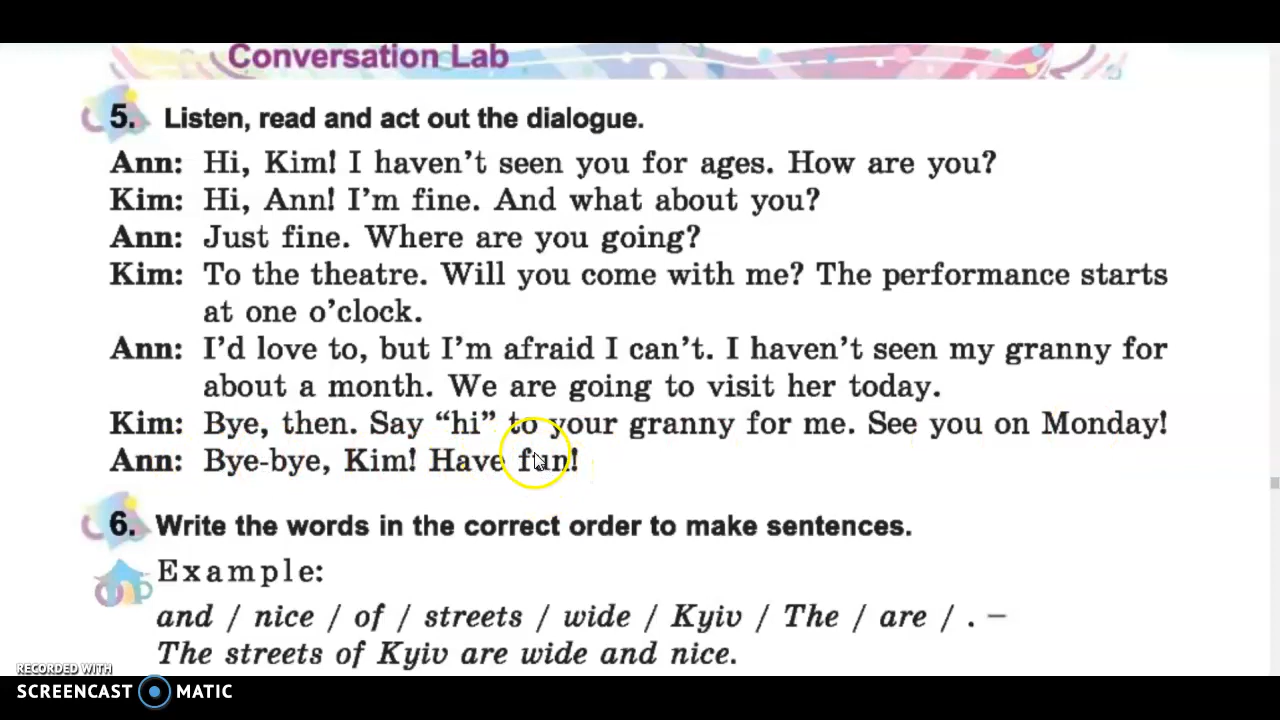 Conversation Lab
5. Listen, read and act out the dialogue.
Ann: Hi, Kim! I haven't seen you for ages. How are you?
Kim: Hi, Ann! I'm fine. And what about you?
Ann: Just fine. Where are you going?
Kim: To the theatre. Will you come with me? The performance starts
at one o'clock.
Ann: I'd love to, but I'm afraid I can't. I haven't seen my granny for
about a month. We are going to visit her today.
Kim: Bye, then. Say “hi” to your granny for me. See you on Monday!
Ann: Bye-bye, Kim! Have fun!
6. Write the words in the correct order to make sentences.
Example:
and / nice / of / streets / wide / Kyiv / The / are / . –
The streets of Kyiv are wide and nice.
RECORDED WITH
SCREENCAST MATIC